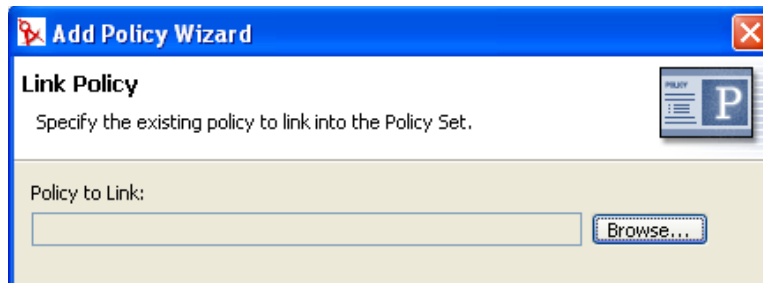 Add Policy Wizard
Link Policy
Specify the existing policy to link into the Policy Set.
POLICY
P
Policy to Link:
Browse...